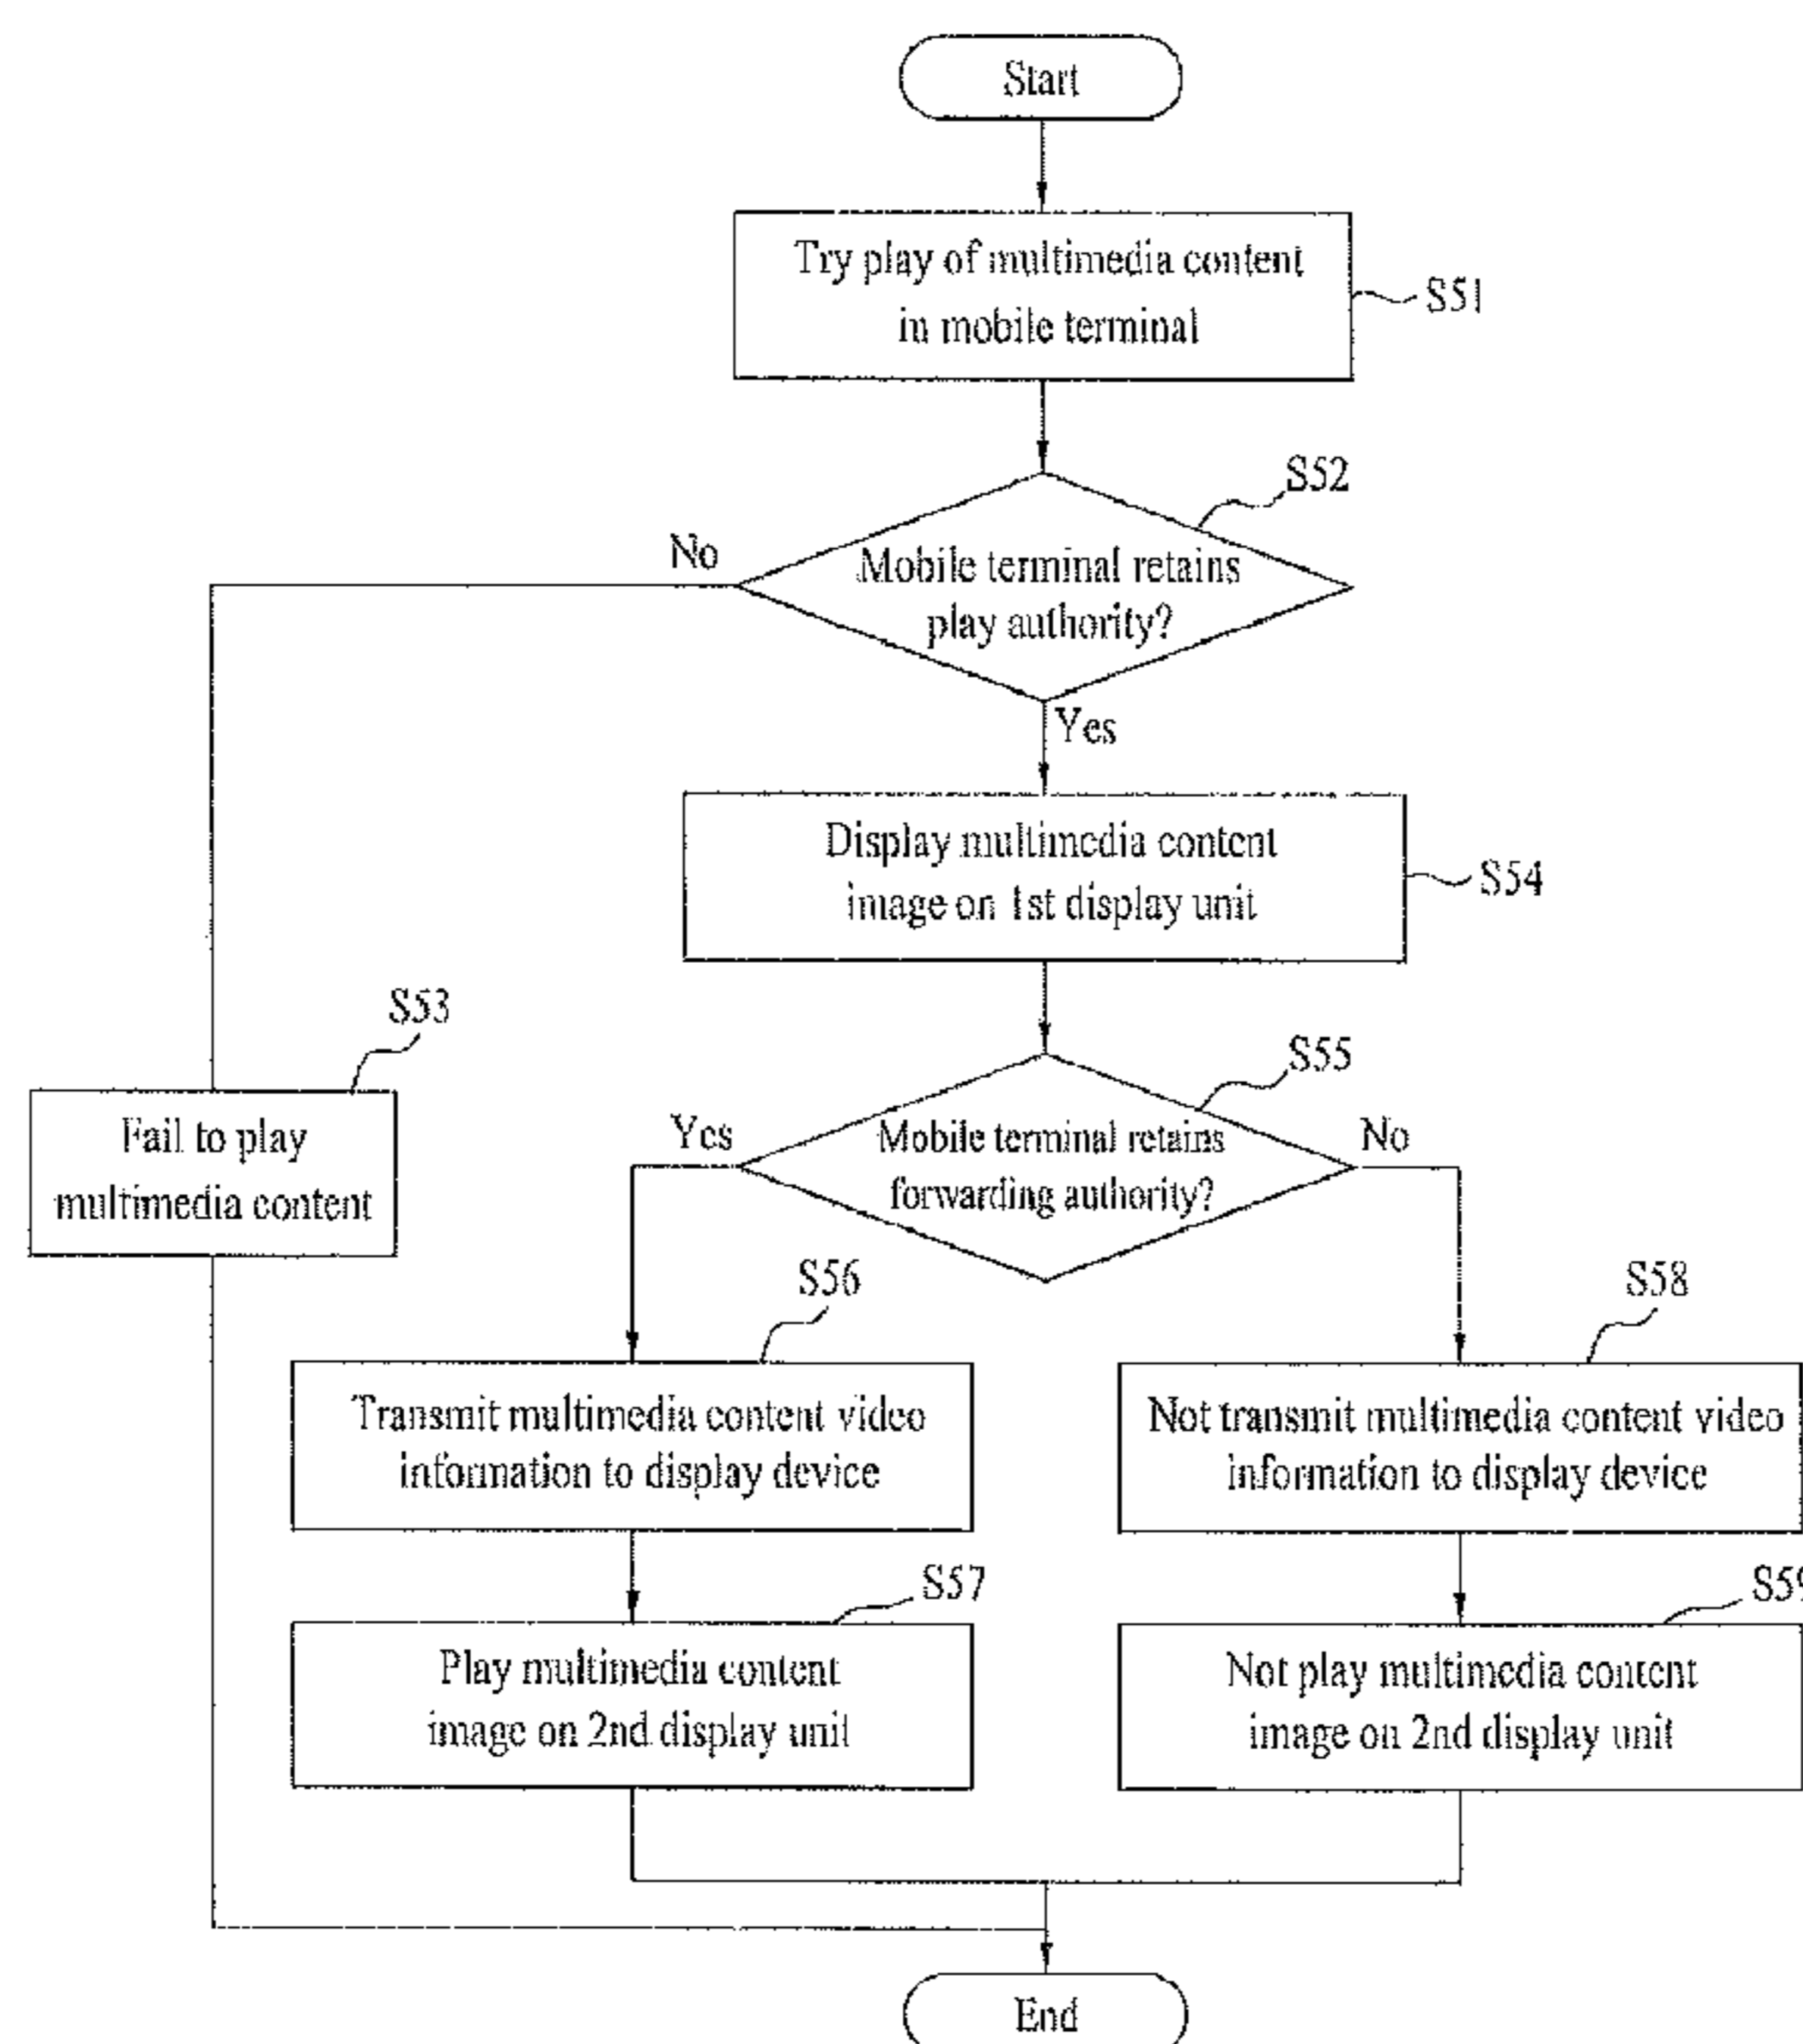 Start
Try play of multimedia content
in mobile terminal
S51
S52
No
Mobile terminal retains
play authority?
Yes
Display multimedia content
image on 1st display unit
S54
S53
Fail to play
multimedia content
S55
Yes
Mobile terminal retains
forwarding authority?
No
S56
S58
Transmit multimedia content video
information to display device
Not transmit multimedia content video
information to display device
S57
S59
Play multimedia content
image on 2nd display unit
Not play multimedia content
image on 2nd display unit
End